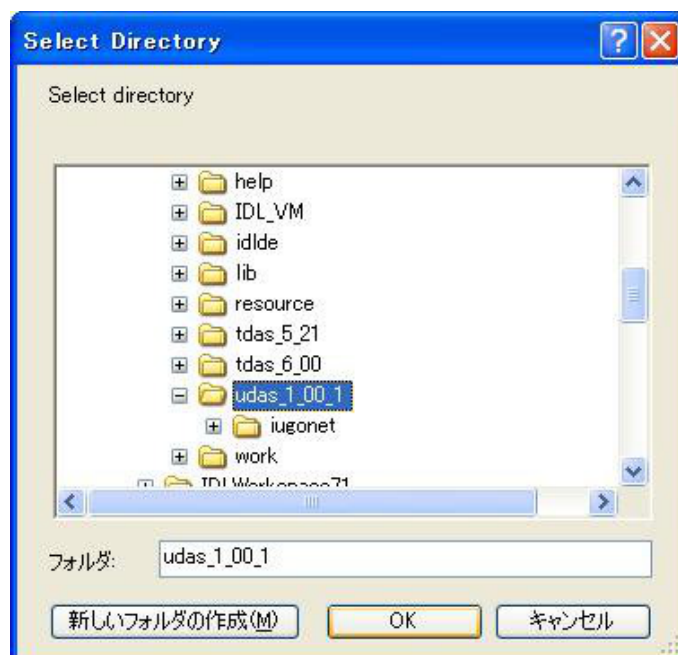 Select Directory
Select directory
help
IDL_VM
idlde
lib
resource
tdas_5_21
tdas_6_00
udas_1_00_1
iugonet
work
IDLWorkspace71
フォルダ: udas_1_00_1
新しいフォルダの作成(M) OK キャンセル